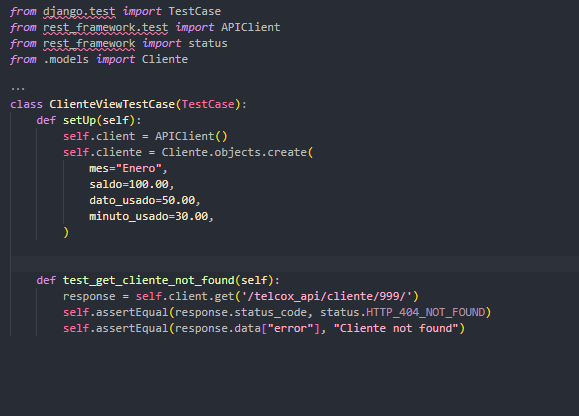 from django.test import TestCase
from rest_framework.test import APIClient
from rest_framework import status
from .models import Cliente
...
class ClienteViewTestCase(TestCase):
    def setUp(self):
        self.client = APIClient()
        self.cliente = Cliente.objects.create(
            mes="Enero",
            saldo=100.00,
            dato_usado=50.00,
            minuto_usado=30.00,
        )
    def test_get_cliente_not_found(self):
        response = self.client.get('/telcox_api/cliente/999/')
        self.assertEqual(response.status_code, status.HTTP_404_NOT_FOUND)
        self.assertEqual(response.data["error"], "Cliente not found")